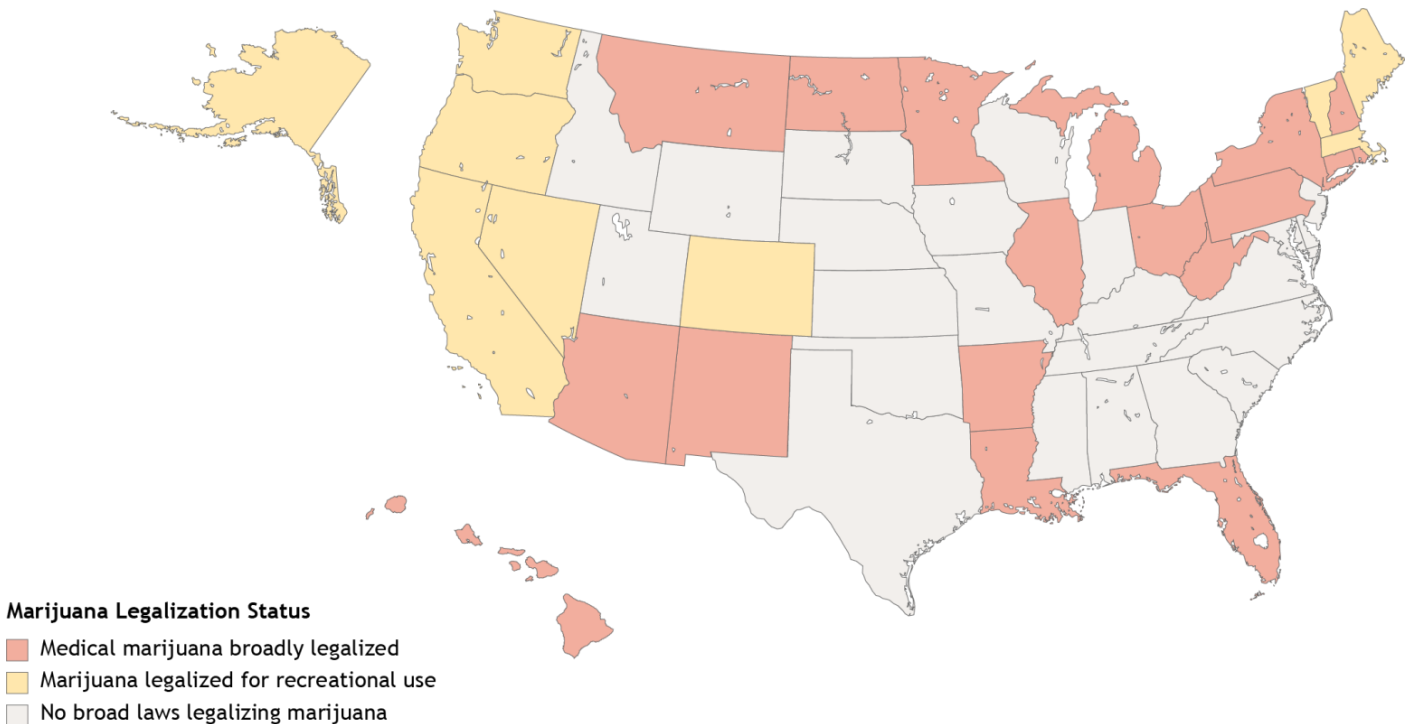 Marijuana Legalization Status
Medical marijuana broadly legalized
Marijuana legalized for recreational use
No broad laws legalizing marijuana